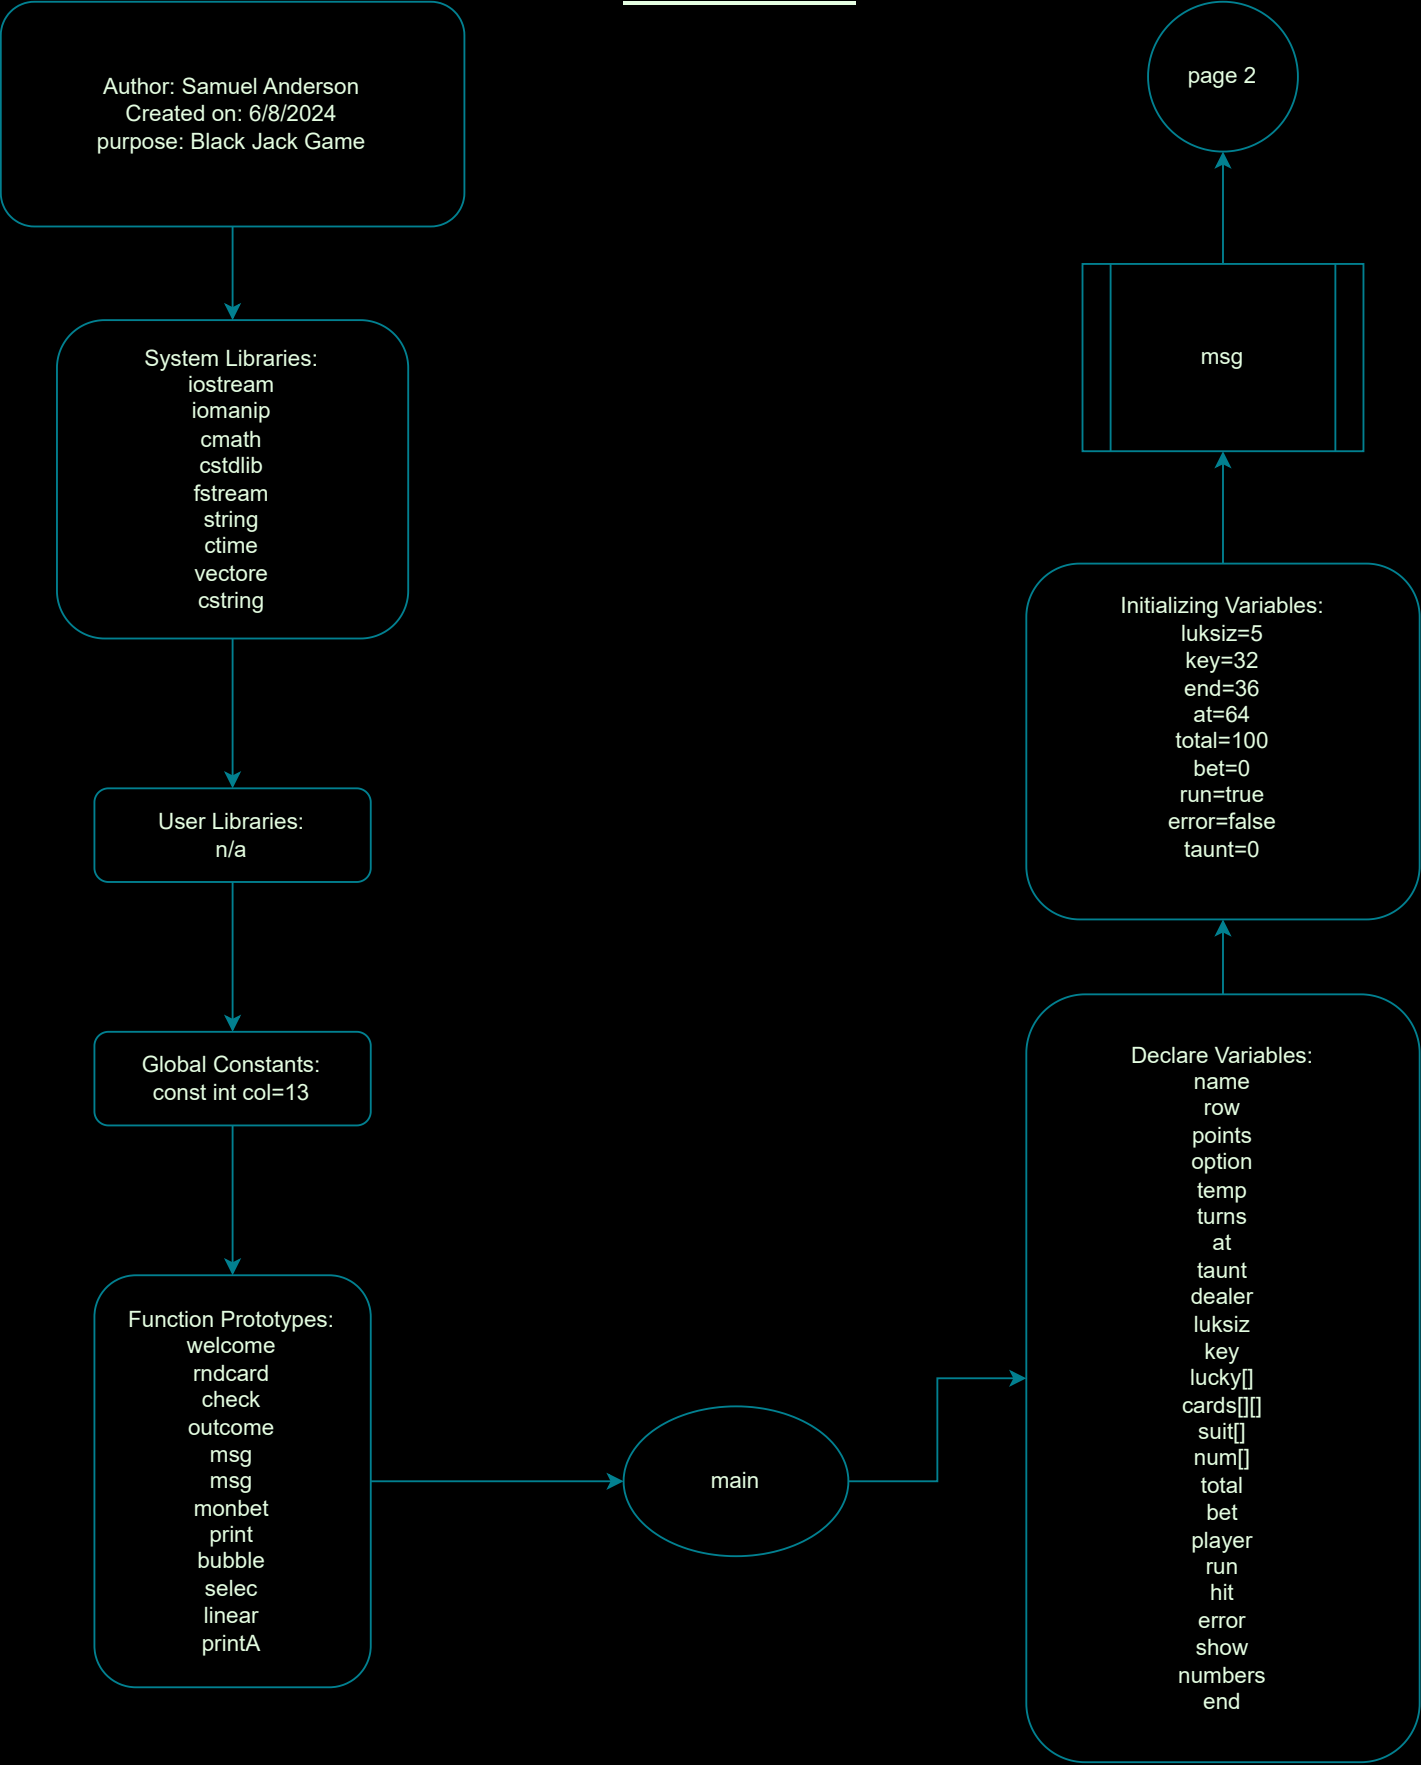 Author: Samuel Anderson
Created on: 6/8/2024
purpose: Black Jack Game
System Libraries:
iostream
iomanip
cmath
cstdlib
fstream
string
ctime
vectore
cstring
User Libraries:
n/a
Global Constants:
const int col=13
Function Prototypes:
welcome
rndcard
check
outcome
msg
msg
monbet
print
bubble
selec
linear
printA
main
Declare Variables:
name
row
points
option
temp
turns
at
taunt
dealer
luksiz
key
lucky[]
cards[][]
suit[]
num[]
total
bet
player
run
hit
error
show
numbers
end
Initializing Variables:
luksiz=5
key=32
end=36
at=64
total=100
bet=0
run=true
error=false
taunt=0
msg
page 2